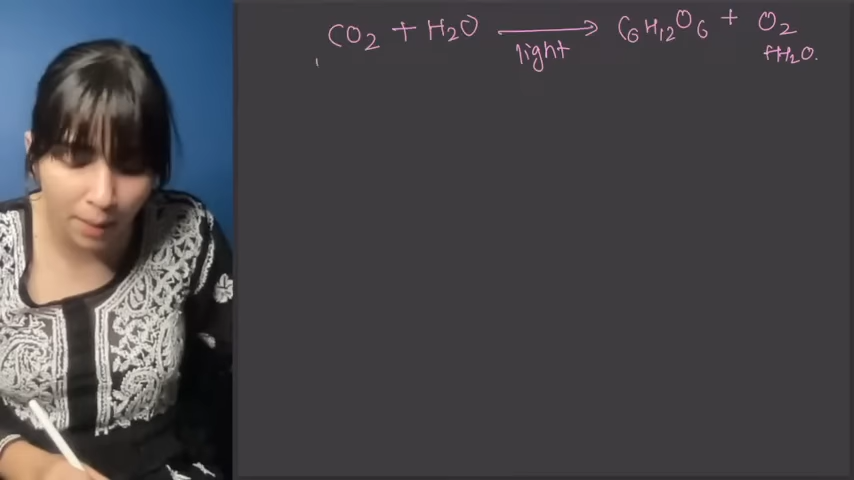 CO2 + H2O → C6H12O6 + O2
light
+H2O.